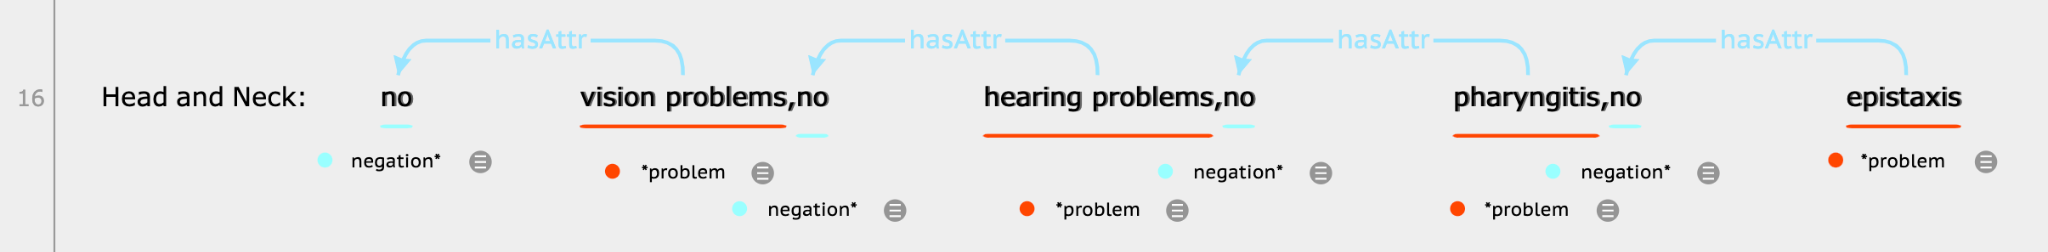 hasAttr hasAttr hasAttr hasAttr
16 Head and Neck: no vision problems,no hearing problems,no pharyngitis,no epistaxis
negation* *problem negation* negation* *problem
negation* *problem *problem